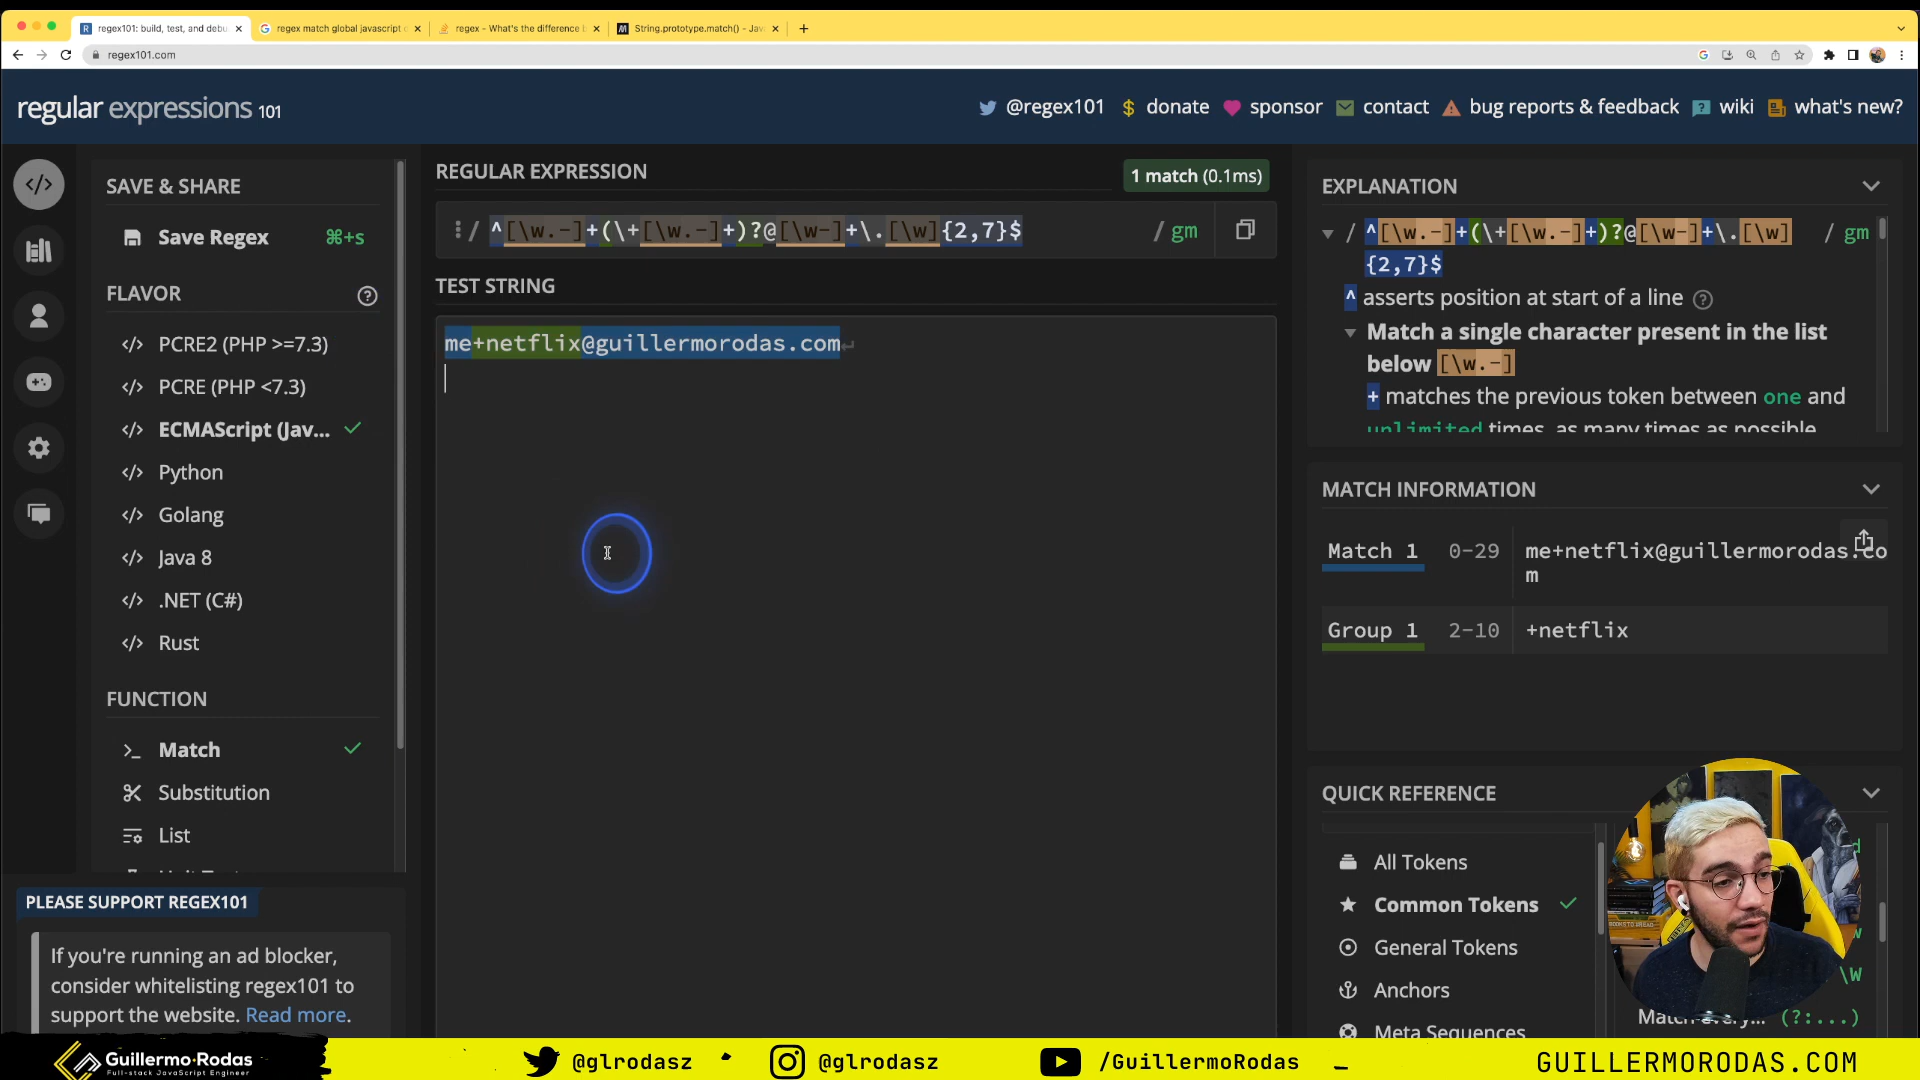 regex101: build, test, and debu
regex match global javascript
regex - What's the difference
String.prototype.match() - Jav
regex101.com
regular expressions 101
@regex101
$ donate
sponsor
contact
bug reports & feedback
wiki
what's new?
SAVE & SHARE
Save Regex ⌘+s
FLAVOR
PCRE2 (PHP >=7.3)
PCRE (PHP <7.3)
ECMAScript (Jav...
Python
Golang
Java 8
.NET (C#)
Rust
FUNCTION
Match
Substitution
List
PLEASE SUPPORT REGEX101
If you're running an ad blocker,
consider whitelisting regex101 to
support the website. Read more.
REGULAR EXPRESSION
1 match (0.1ms)
/ ^[\w.-]+(\+[\w.-]+)?@[\w-]+\.[\w]{2,7}$ / gm
TEST STRING
me+netflix@guillermorodas.com
EXPLANATION
/ ^[\w.-]+(\+[\w.-]+)?@[\w-]+\.[\w] / gm
{2,7}$
^ asserts position at start of a line
Match a single character present in the list
below [\w.-]
+ matches the previous token between one and
unlimited times, as many times as possible
MATCH INFORMATION
Match 1 0-29 me+netflix@guillermorodas.co
m
Group 1 2-10 +netflix
QUICK REFERENCE
All Tokens
Common Tokens
General Tokens
Anchors
Meta Sequences
\W
(?:...)
Guillermo·Rodas
Full-stack JavaScript Engineer
@glrodasz
@glrodasz
/GuillermoRodas
GUILLERMORODAS.COM